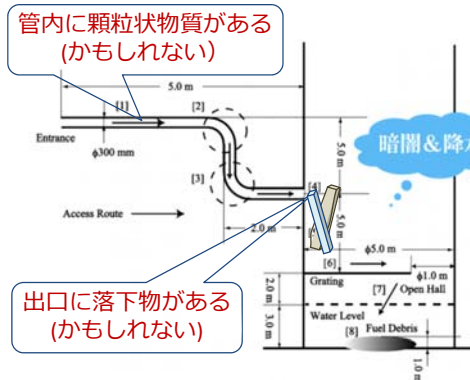 管内に顆粒状物質がある
(かもしれない）
5.0 m
[1]
[2]
Entrance
φ300 mm
[3]
5.0 m
暗闇&降
[4]
Access Route
2.0 m
5.0 m
φ5.0 m
[6]
φ1.0 m
出口に落下物がある
(かもしれない)
Grating
2.0 m
[7]
Open Hall
Water Level
3.0 m
[8]
Fuel Debris
1.0 m